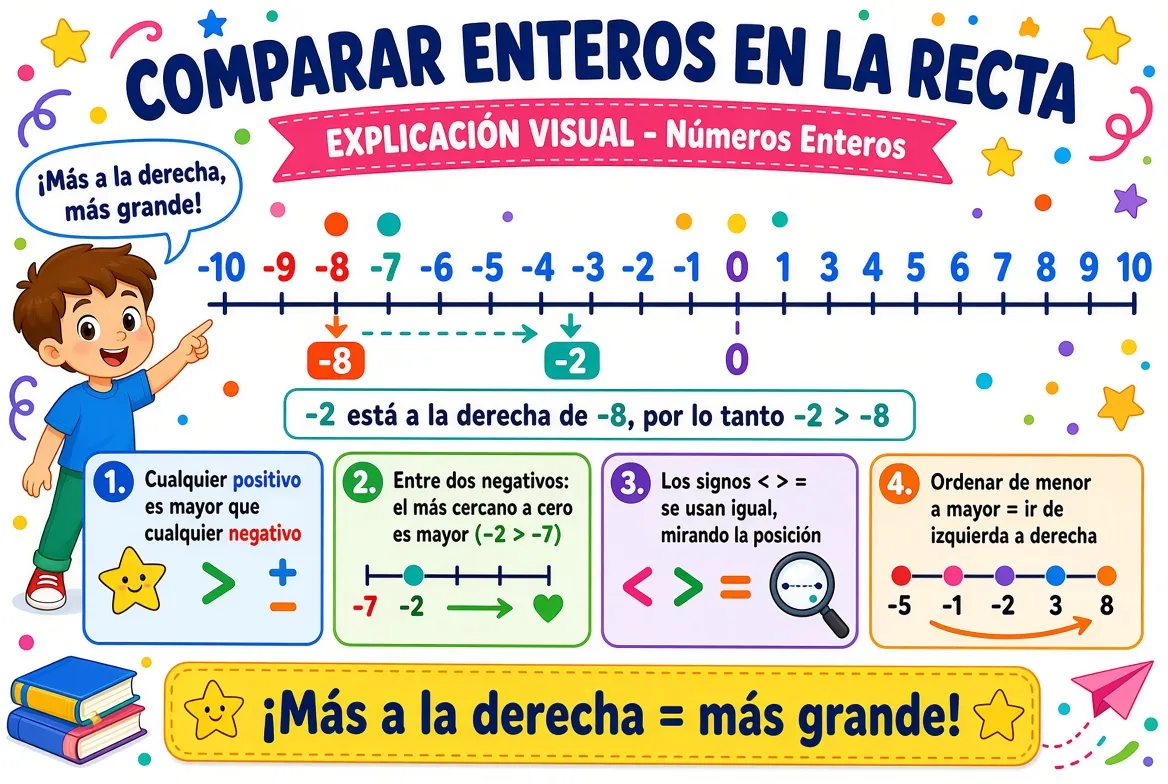 COMPARAR ENTEROS EN LA RECTA
EXPLICACIÓN VISUAL - Números Enteros
¡Más a la derecha,
más grande!
-10 -9 -8 -7 -6 -5 -4 -3 -2 -1 0 1 3 4 5 6 7 8 9 10
-8 -2 0
-2 está a la derecha de -8, por lo tanto -2 > -8
1. Cualquier positivo
es mayor que
cualquier negativo
> + −
2. Entre dos negativos:
el más cercano a cero
es mayor (-2 > -7)
-7 -2
3. Los signos < > =
se usan igual,
mirando la posición
< > =
4. Ordenar de menor
a mayor = ir de
izquierda a derecha
-5 -1 -2 3 8
¡Más a la derecha = más grande!